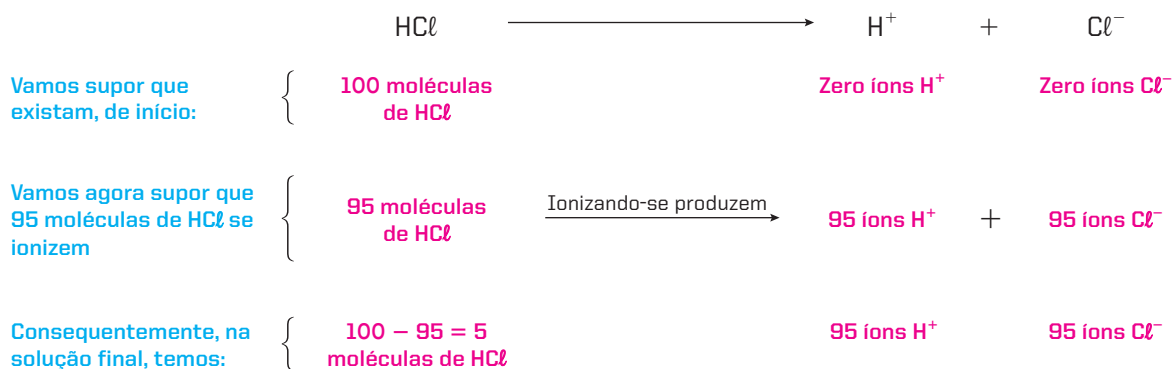 HCℓ ⟶ H⁺ + Cℓ⁻
Vamos supor que
existam, de início:
100 moléculas
de HCℓ
Zero íons H⁺
Zero íons Cℓ⁻
Vamos agora supor que
95 moléculas de HCℓ se
ionizem
95 moléculas
de HCℓ
Ionizando-se produzem
95 íons H⁺ + 95 íons Cℓ⁻
Consequentemente, na
solução final, temos:
100 − 95 = 5
moléculas de HCℓ
95 íons H⁺
95 íons Cℓ⁻